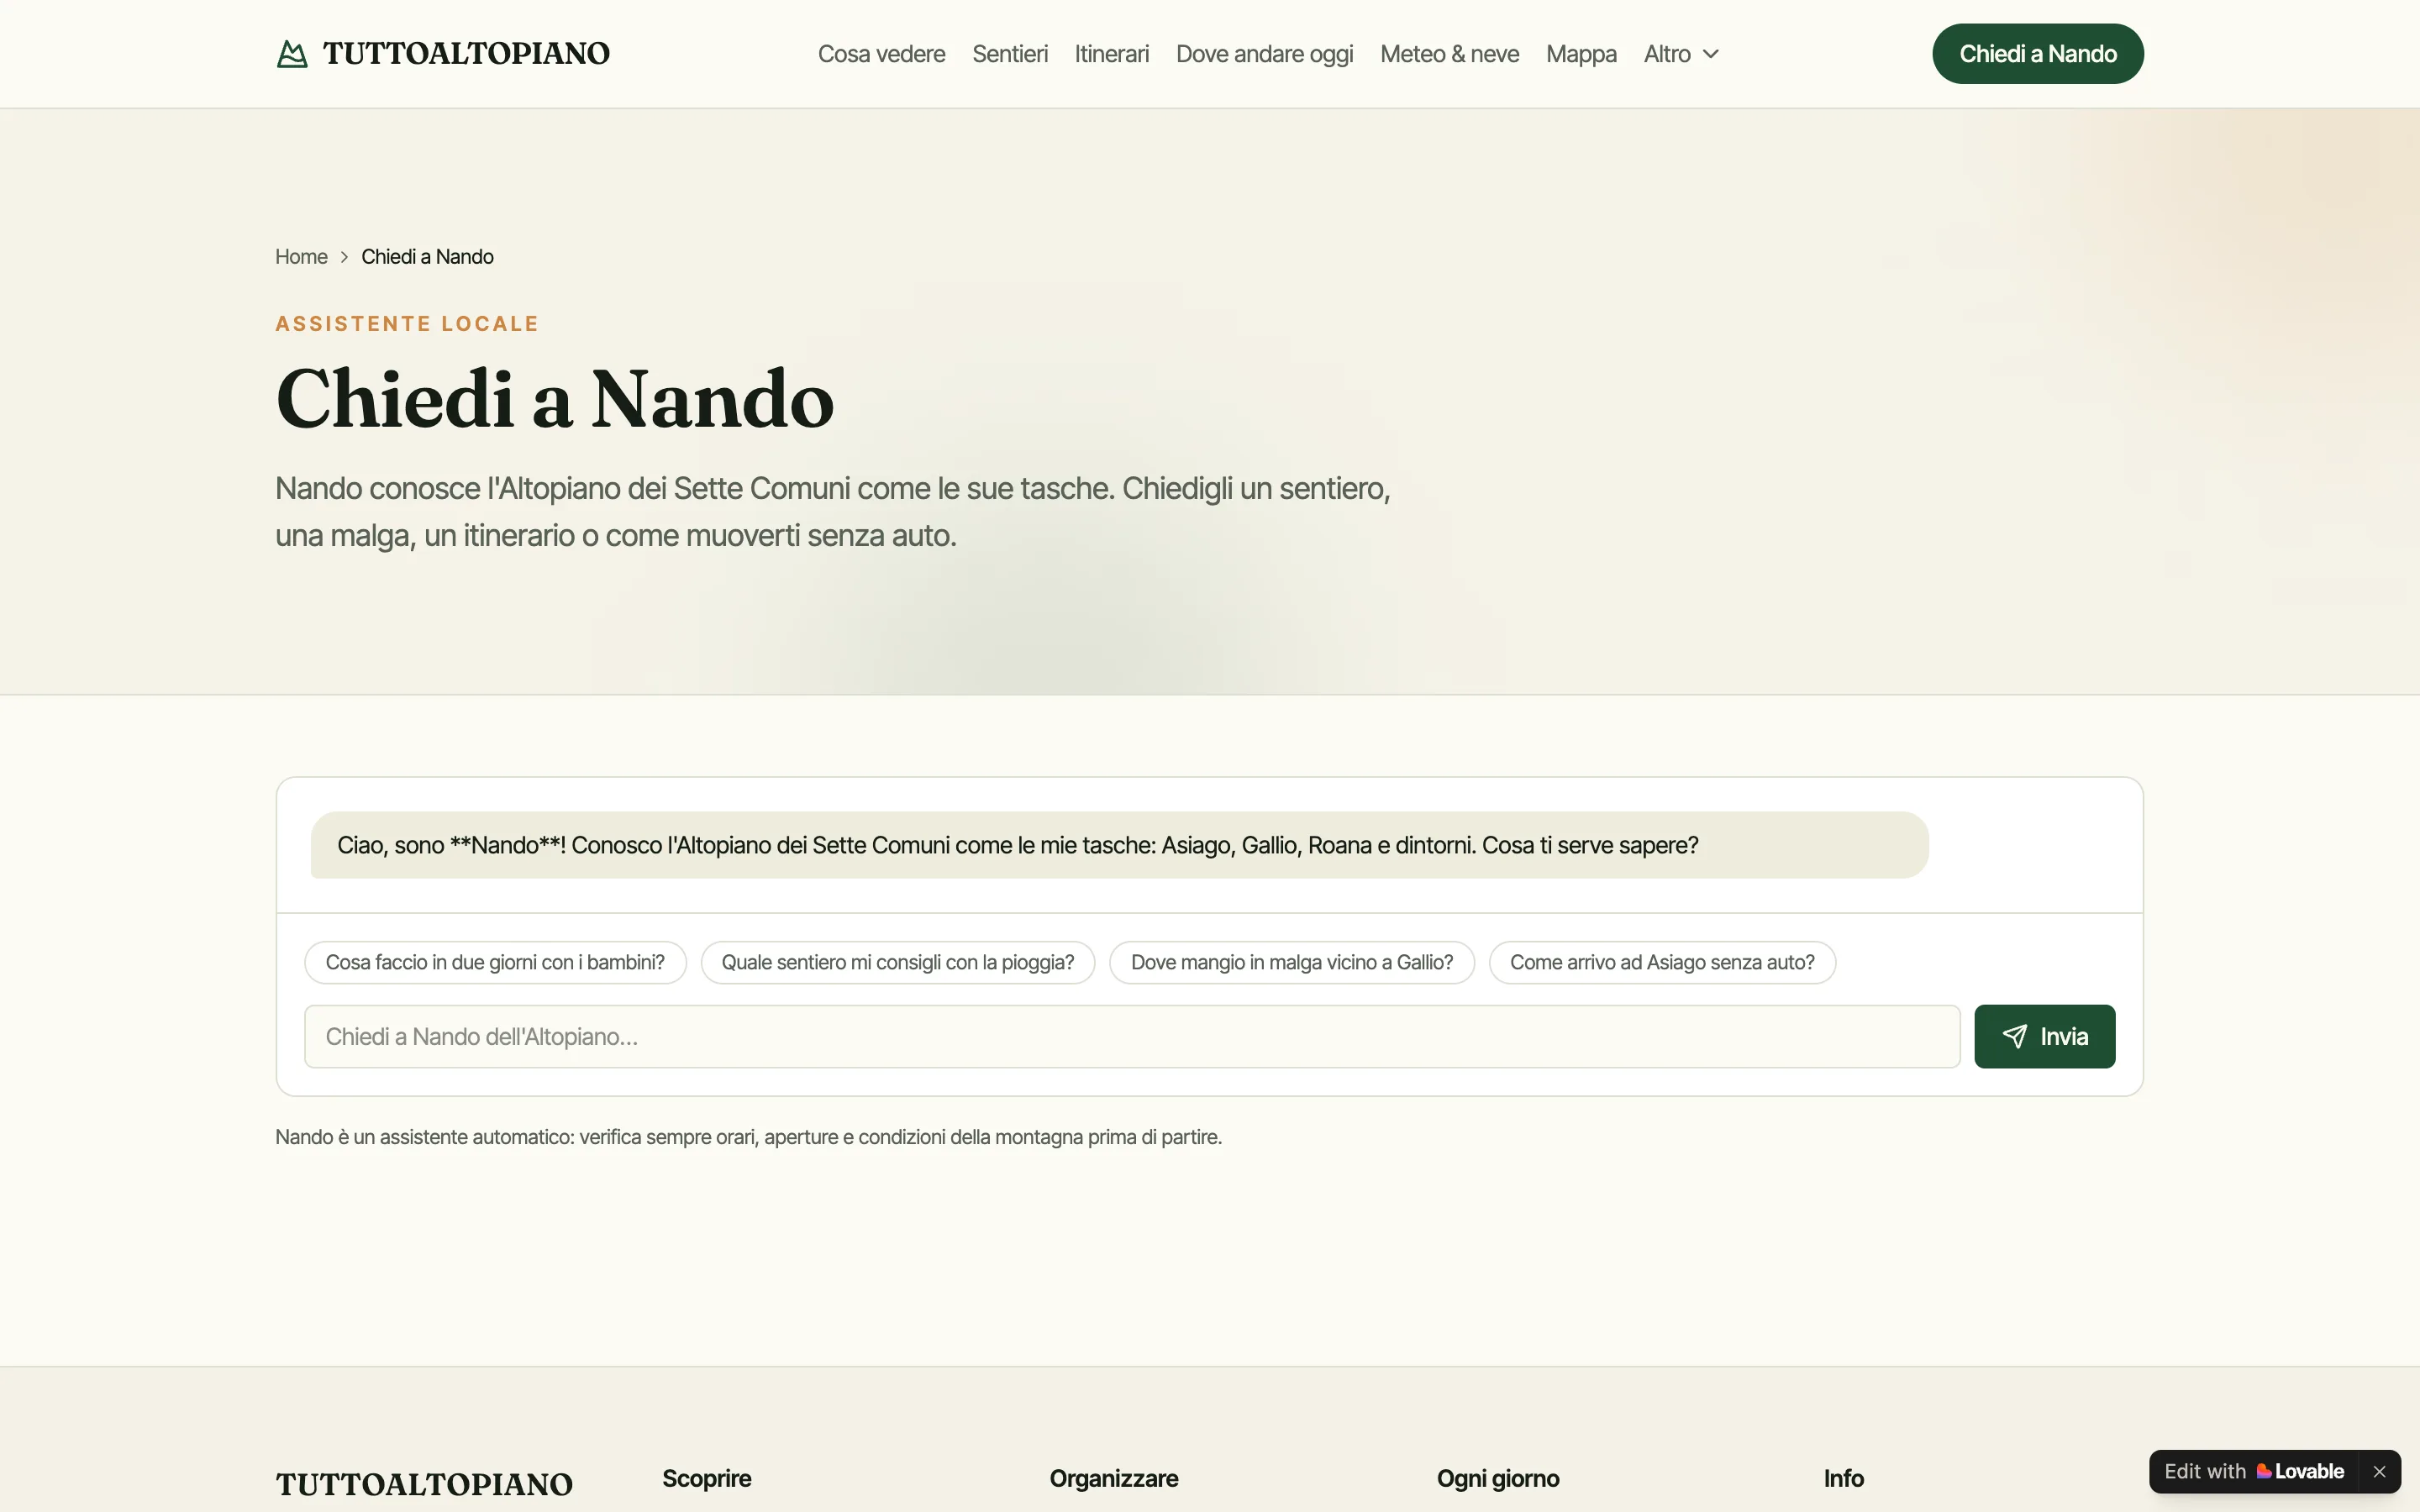 TUTTOALTOPIANO
Cosa vedere
Sentieri
Itinerari
Dove andare oggi
Meteo & neve
Mappa
Altro
Chiedi a Nando
Home > Chiedi a Nando
ASSISTENTE LOCALE
Chiedi a Nando
Nando conosce l'Altopiano dei Sette Comuni come le sue tasche. Chiedigli un sentiero,
una malga, un itinerario o come muoverti senza auto.
Ciao, sono **Nando**! Conosco l'Altopiano dei Sette Comuni come le mie tasche: Asiago, Gallio, Roana e dintorni. Cosa ti serve sapere?
Cosa faccio in due giorni con i bambini?
Quale sentiero mi consigli con la pioggia?
Dove mangio in malga vicino a Gallio?
Come arrivo ad Asiago senza auto?
Chiedi a Nando dell'Altopiano...
Invia
Nando è un assistente automatico: verifica sempre orari, aperture e condizioni della montagna prima di partire.
TUTTOALTOPIANO
Scoprire
Organizzare
Ogni giorno
Info
Edit with Lovable